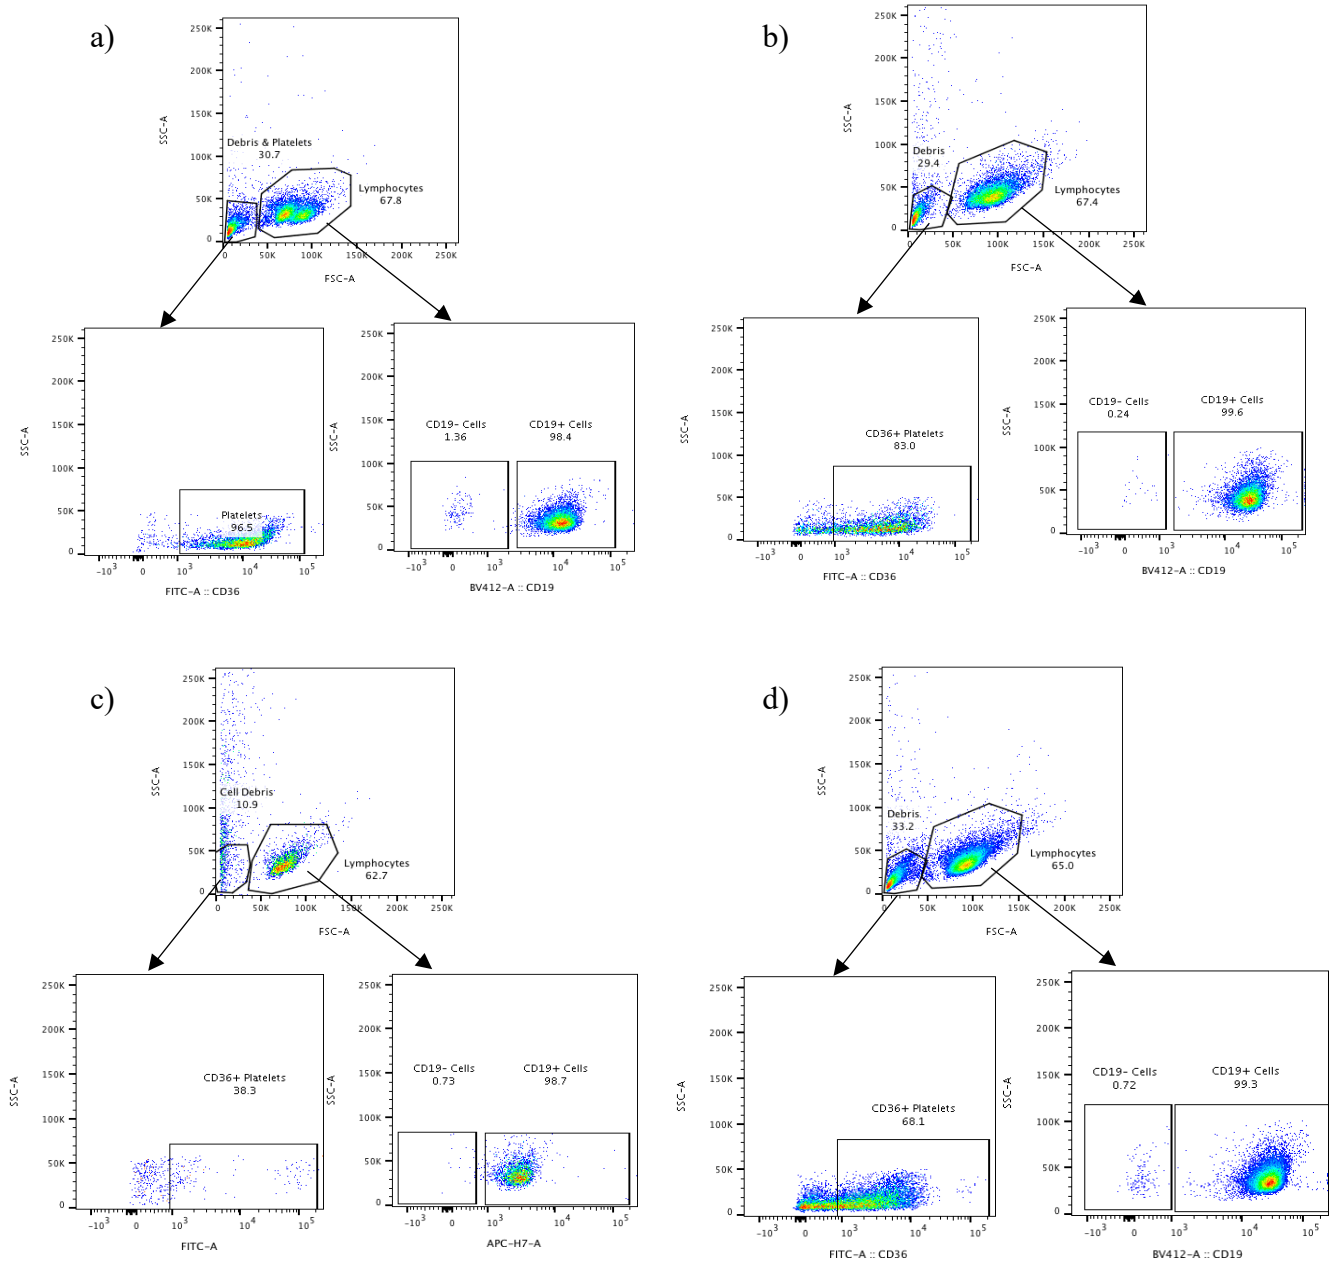 a)
250K
200K
150K
100K
50K
0
SSC-A
Debris & Platelets
30.7
Lymphocytes
67.8
0 50K 100K 150K 200K 250K
FSC-A
250K
200K
150K
100K
50K
0
SSC-A
Platelets
96.5
-10³ 0 10³ 10⁴ 10⁵
FITC-A :: CD36
250K
200K
150K
100K
50K
0
SSC-A
CD19- Cells
1.36
CD19+ Cells
98.4
-10³ 0 10³ 10⁴ 10⁵
BV412-A :: CD19
b)
250K
200K
150K
100K
50K
0
SSC-A
Debris
29.4
Lymphocytes
67.4
0 50K 100K 150K 200K 250K
FSC-A
250K
200K
150K
100K
50K
0
SSC-A
CD36+ Platelets
83.0
-10³ 0 10³ 10⁴ 10⁵
FITC-A :: CD36
250K
200K
150K
100K
50K
0
SSC-A
CD19- Cells
0.24
CD19+ Cells
99.6
-10³ 0 10³ 10⁴ 10⁵
BV412-A :: CD19
c)
250K
200K
150K
100K
50K
0
SSC-A
Cell Debris
10.9
Lymphocytes
62.7
0 50K 100K 150K 200K 250K
FSC-A
250K
200K
150K
100K
50K
0
SSC-A
CD36+ Platelets
38.3
-10³ 0 10³ 10⁴ 10⁵
FITC-A
250K
200K
150K
100K
50K
0
SSC-A
CD19- Cells
0.73
CD19+ Cells
98.7
-10³ 0 10³ 10⁴ 10⁵
APC-H7-A
d)
250K
200K
150K
100K
50K
0
SSC-A
Debris
33.2
Lymphocytes
65.0
0 50K 100K 150K 200K 250K
FSC-A
250K
200K
150K
100K
50K
0
SSC-A
CD36+ Platelets
68.1
-10³ 0 10³ 10⁴ 10⁵
FITC-A :: CD36
250K
200K
150K
100K
50K
0
SSC-A
CD19- Cells
0.72
CD19+ Cells
99.3
-10³ 0 10³ 10⁴ 10⁵
BV412-A :: CD19